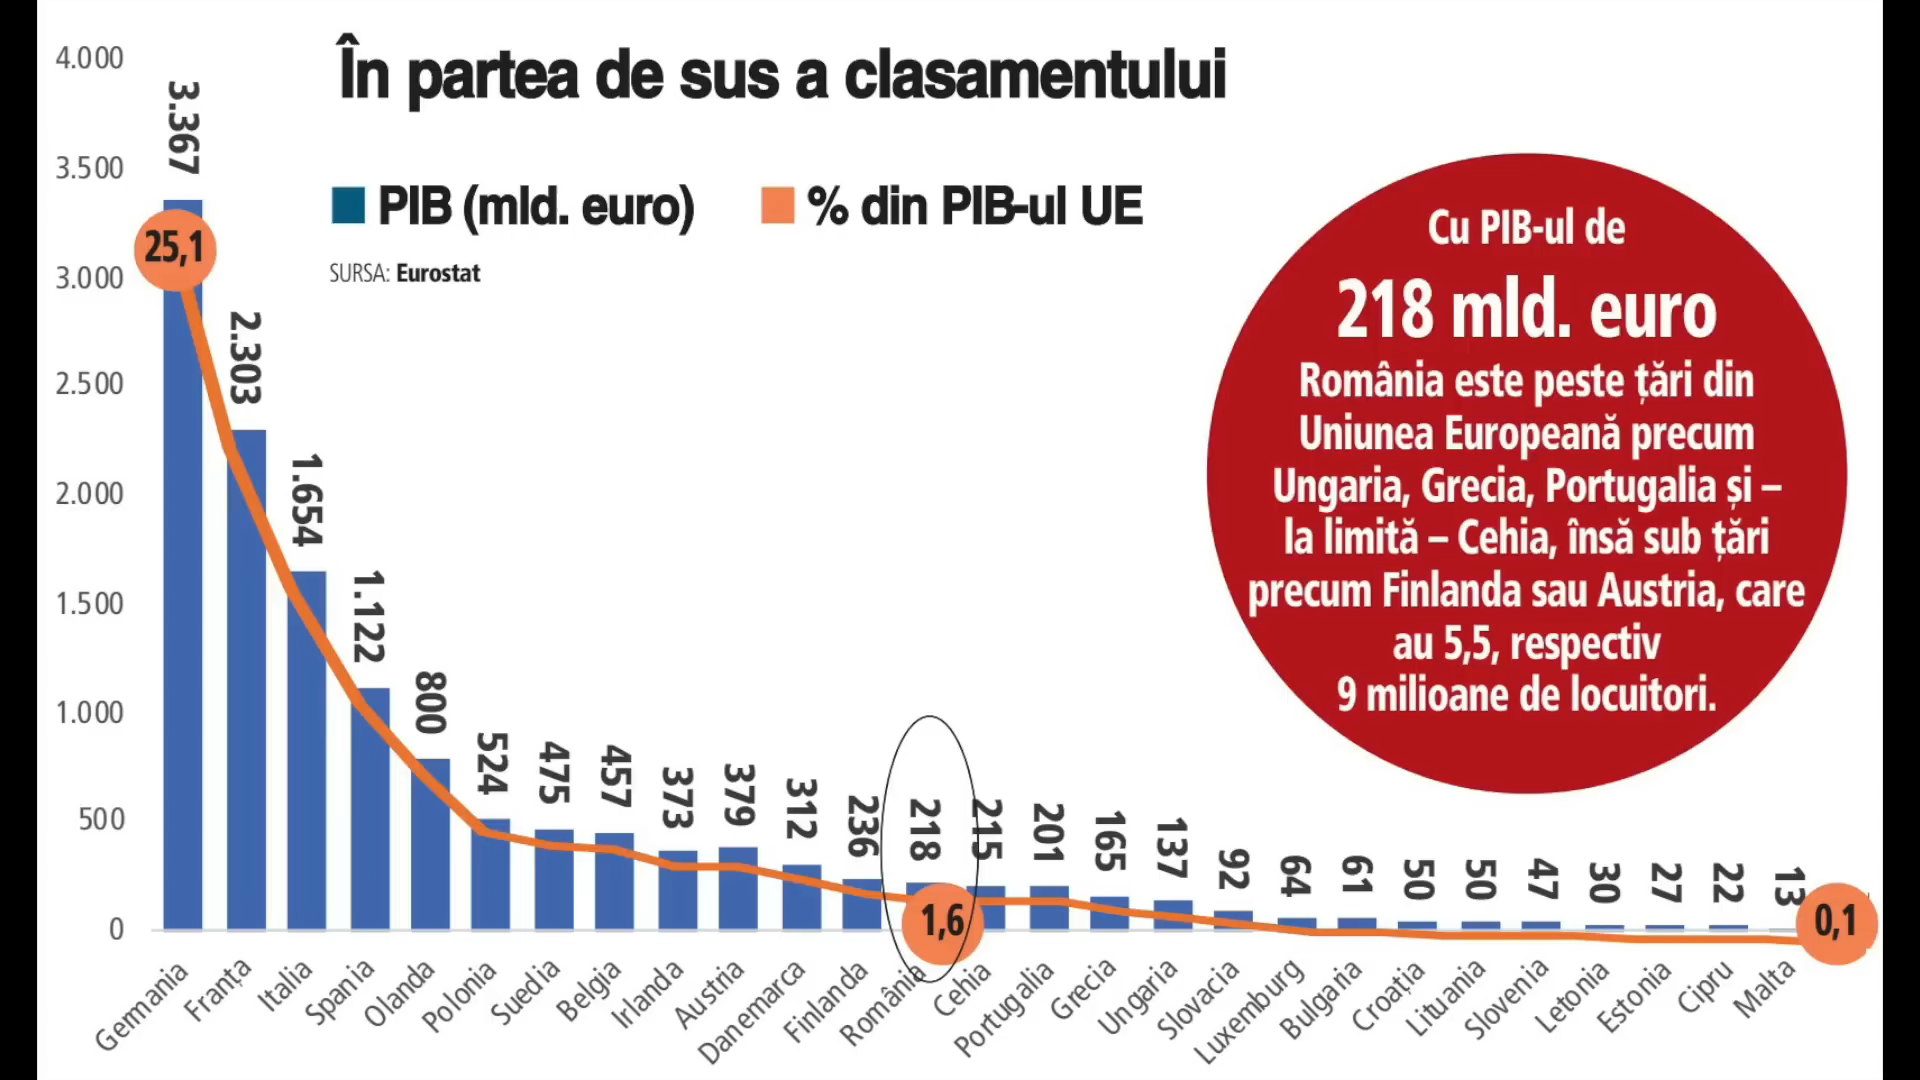 În partea de sus a clasamentului
PIB (mld. euro)
% din PIB-ul UE
SURSA: Eurostat
4.000
3.500
3.000
2.500
2.000
1.500
1.000
500
0
3.367
2.303
1.654
1.122
800
524
475
457
373
379
312
236
218
215
201
165
137
92
64
61
50
50
47
30
27
22
13
25,1
1,6
0,1
Germania
Franța
Italia
Spania
Olanda
Polonia
Suedia
Belgia
Irlanda
Austria
Danemarca
Finlanda
România
Cehia
Portugalia
Grecia
Ungaria
Slovacia
Luxemburg
Bulgaria
Croația
Lituania
Slovenia
Letonia
Estonia
Cipru
Malta
Cu PIB-ul de
218 mld. euro
România este peste țări din
Uniunea Europeană precum
Ungaria, Grecia, Portugalia și –
la limită – Cehia, însă sub țări
precum Finlanda sau Austria, care
au 5,5, respectiv
9 milioane de locuitori.